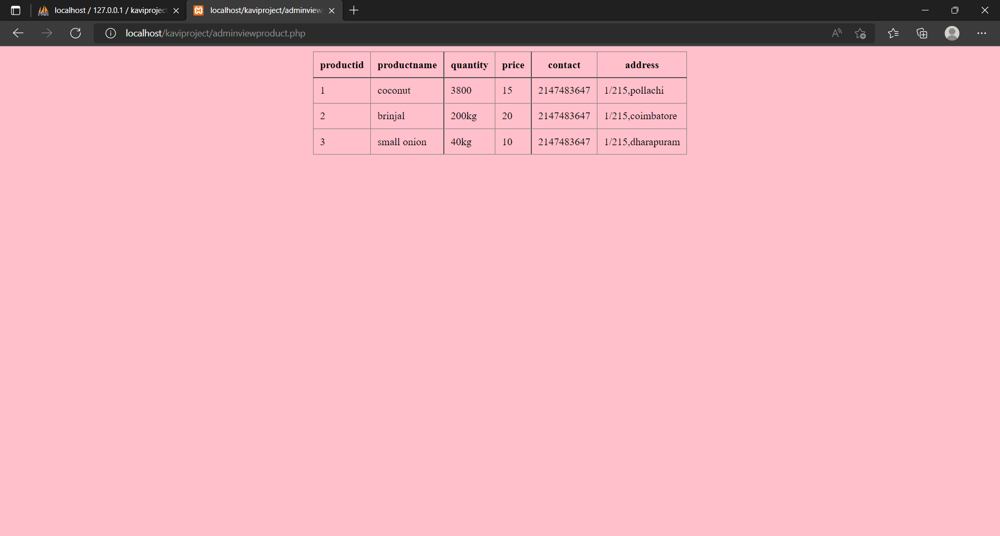 localhost / 127.0.0.1 / kaviproject
localhost/kaviproject/adminview
localhost/kaviproject/adminviewproduct.php
productid productname quantity price contact address
1 coconut 3800 15 2147483647 1/215,pollachi
2 brinjal 200kg 20 2147483647 1/215,coimbatore
3 small onion 40kg 10 2147483647 1/215,dharapuram